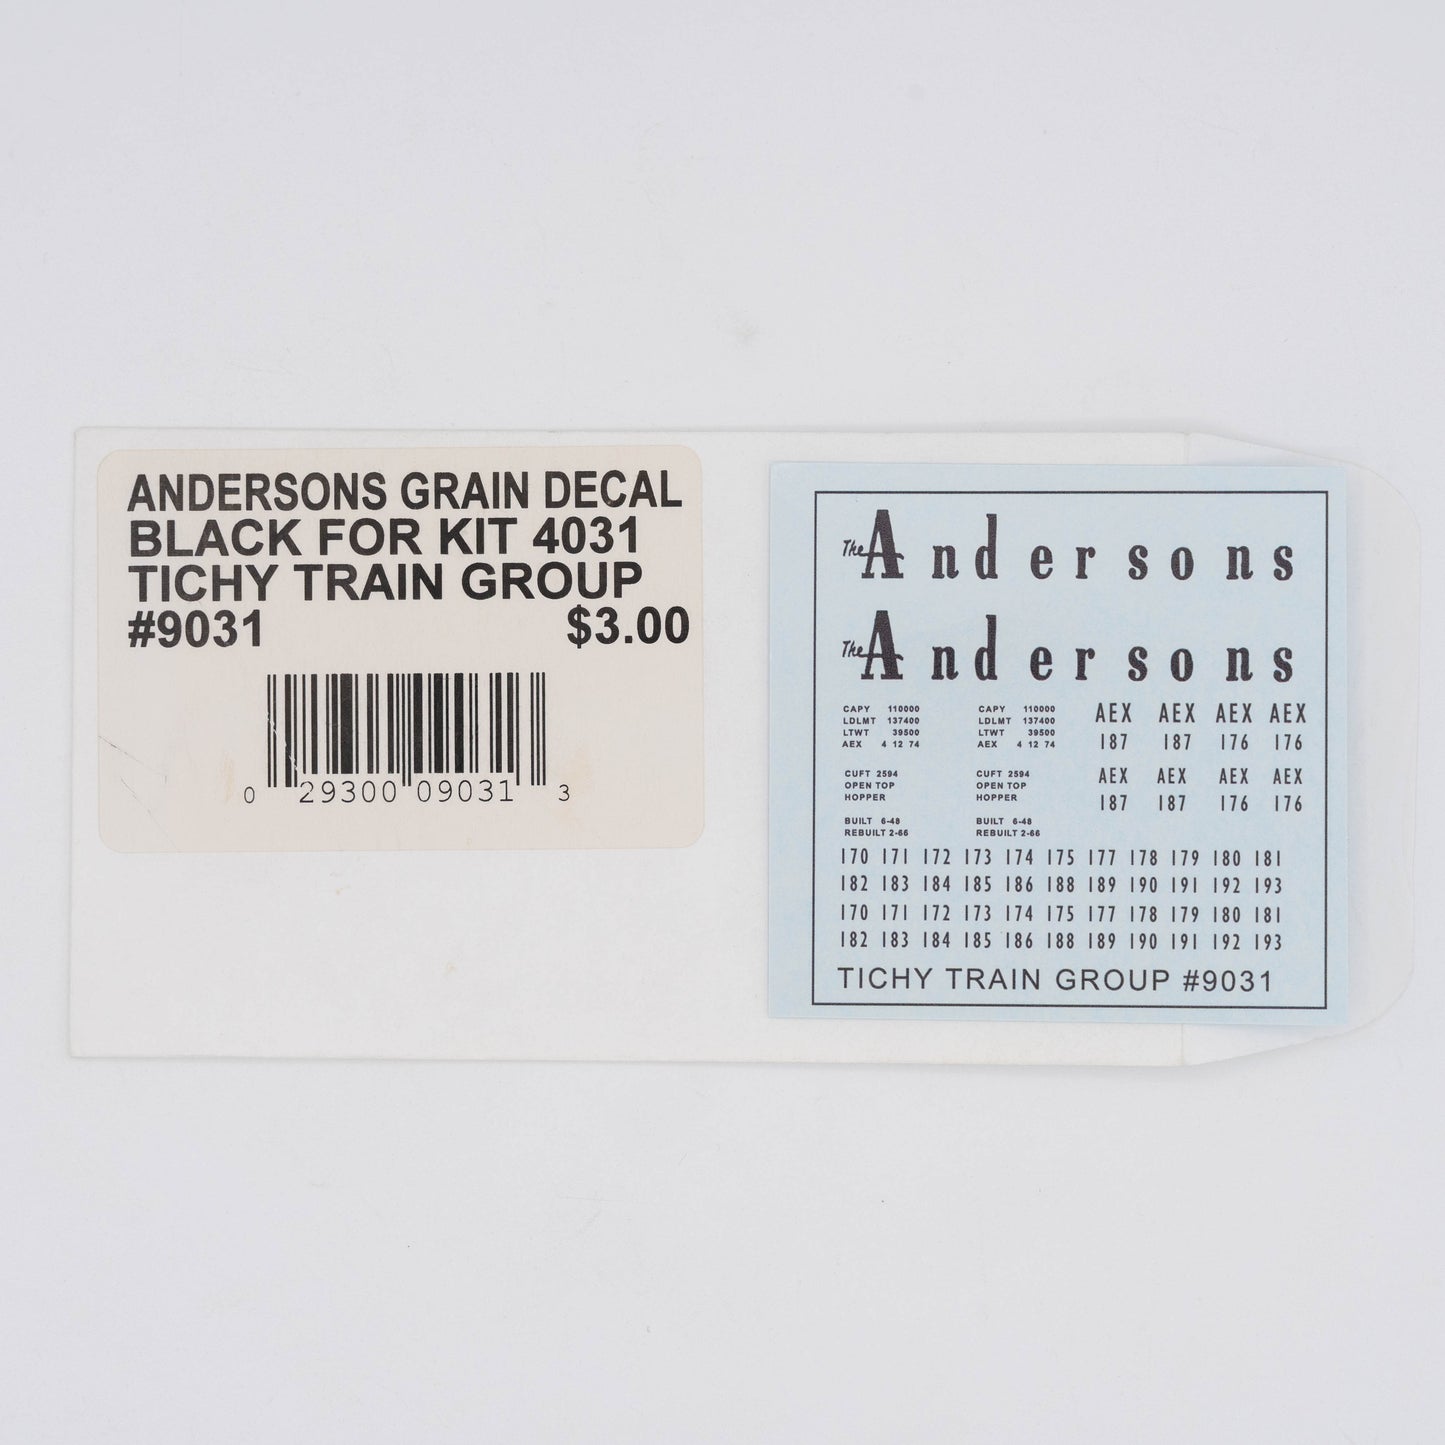 ANDERSONS GRAIN DECAL
BLACK FOR KIT 4031
TICHY TRAIN GROUP
#9031 $3.00
0 29300 09031 3
The Andersons
The Andersons
CAPY 110000
LDLMT 137400
LTWT 39500
AEX 4 12 74
CAPY 110000
LDLMT 137400
LTWT 39500
AEX 4 12 74
AEX AEX AEX AEX
187 187 176 176
CUFT 2594
OPEN TOP
HOPPER
CUFT 2594
OPEN TOP
HOPPER
AEX AEX AEX AEX
187 187 176 176
BUILT 6-48
REBUILT 2-66
BUILT 6-48
REBUILT 2-66
170 171 172 173 174 175 177 178 179 180 181
182 183 184 185 186 188 189 190 191 192 193
170 171 172 173 174 175 177 178 179 180 181
182 183 184 185 186 188 189 190 191 192 193
TICHY TRAIN GROUP #9031